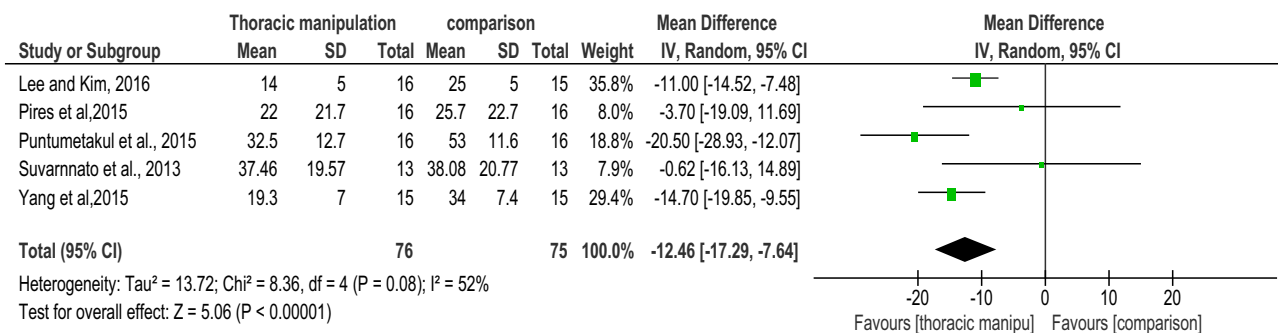 Thoracic manipulation comparison Mean Difference Mean Difference
Study or Subgroup Mean SD Total Mean SD Total Weight IV, Random, 95% CI IV, Random, 95% CI
Lee and Kim, 2016 14 5 16 25 5 15 35.8% -11.00 [-14.52, -7.48]
Pires et al,2015 22 21.7 16 25.7 22.7 16 8.0% -3.70 [-19.09, 11.69]
Puntumetakul et al., 2015 32.5 12.7 16 53 11.6 16 18.8% -20.50 [-28.93, -12.07]
Suvarnnato et al., 2013 37.46 19.57 13 38.08 20.77 13 7.9% -0.62 [-16.13, 14.89]
Yang et al,2015 19.3 7 15 34 7.4 15 29.4% -14.70 [-19.85, -9.55]
Total (95% CI) 76 75 100.0% -12.46 [-17.29, -7.64]
Heterogeneity: Tau² = 13.72; Chi² = 8.36, df = 4 (P = 0.08); I² = 52%
Test for overall effect: Z = 5.06 (P < 0.00001)
-20 -10 0 10 20
Favours [thoracic manipu] Favours [comparison]